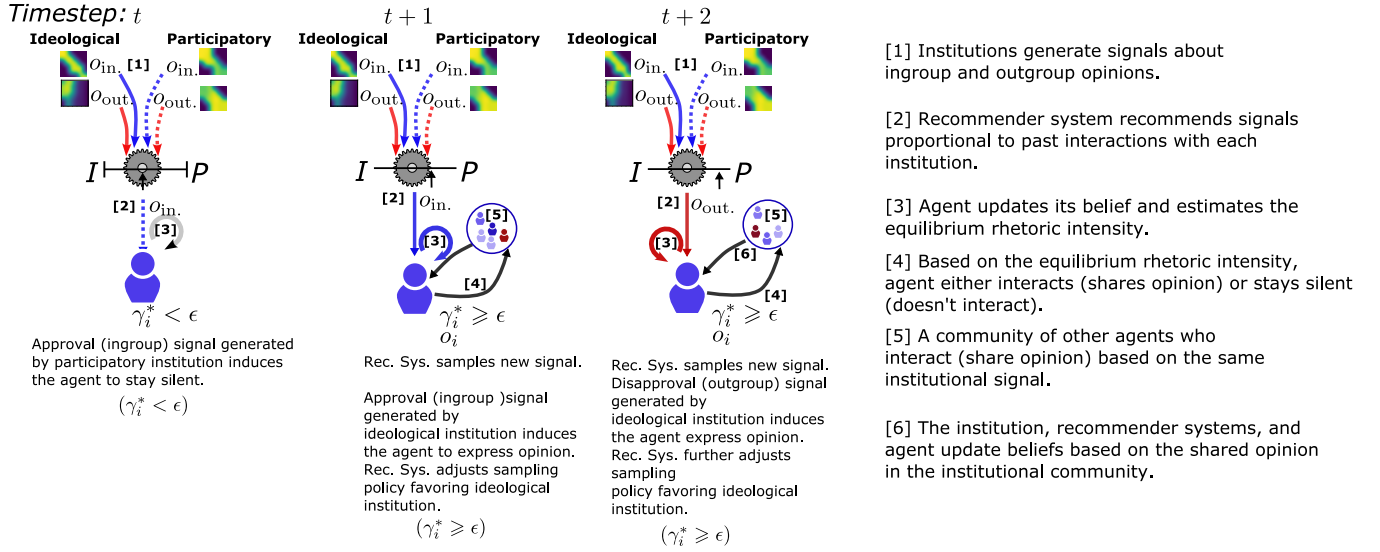 Timestep: t
t + 1
t + 2
Ideological
Participatory
o_in.
[1]
o_in.
o_out.
o_out.
I
P
[2]
o_in.
[3]
γ_i^* < ϵ
Approval (ingroup) signal generated
by participatory institution induces
the agent to stay silent.
(γ_i^* < ϵ)
Ideological
Participatory
o_in.
[1]
o_in.
o_out.
o_out.
I
P
[2]
o_in.
[5]
[3]
[4]
γ_i^* ⩾ ϵ
o_i
Rec. Sys. samples new signal.
Approval (ingroup )signal
generated by
ideological institution induces
the agent to express opinion.
Rec. Sys. adjusts sampling
policy favoring ideological
institution.
(γ_i^* ⩾ ϵ)
Ideological
Participatory
o_in.
[1]
o_in.
o_out.
o_out.
I
P
[2]
o_out.
[5]
[3]
[6]
[4]
γ_i^* ⩾ ϵ
o_i
Rec. Sys. samples new signal.
Disapproval (outgroup) signal
generated by
ideological institution induces
the agent express opinion.
Rec. Sys. further adjusts
sampling
policy favoring ideological
institution.
(γ_i^* ⩾ ϵ)
[1] Institutions generate signals about
ingroup and outgroup opinions.
[2] Recommender system recommends signals
proportional to past interactions with each
institution.
[3] Agent updates its belief and estimates the
equilibrium rhetoric intensity.
[4] Based on the equilibrium rhetoric intensity,
agent either interacts (shares opinion) or stays silent
(doesn't interact).
[5] A community of other agents who
interact (share opinion) based on the same
institutional signal.
[6] The institution, recommender systems, and
agent update beliefs based on the shared opinion
in the institutional community.